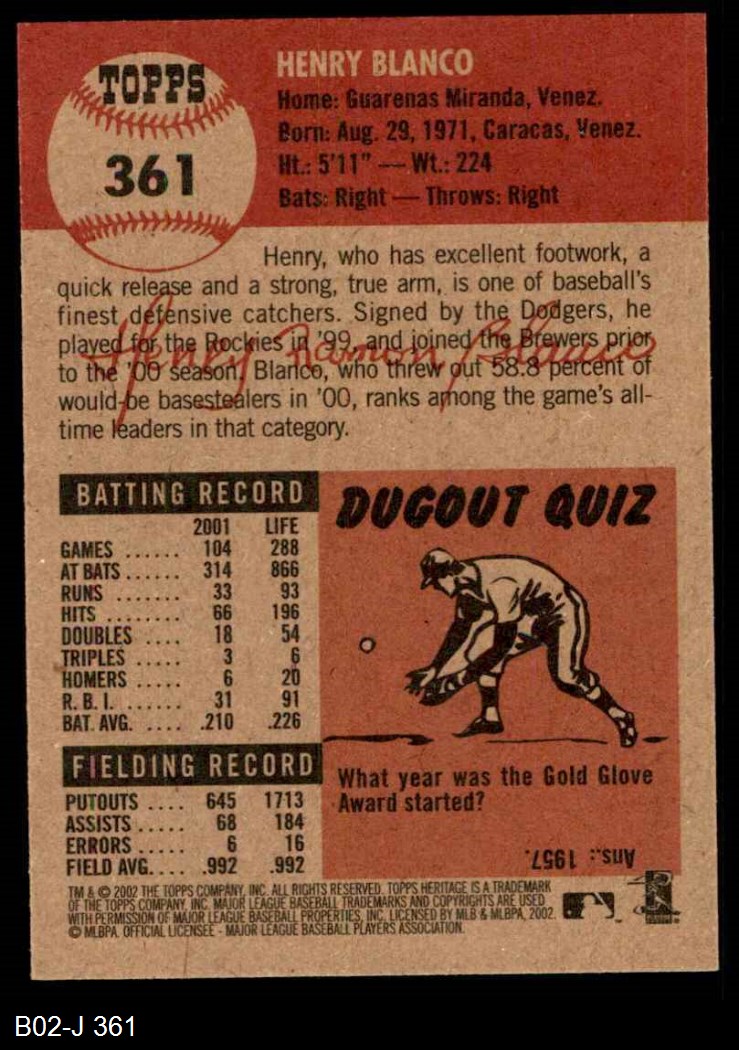 TOPPS
361
HENRY BLANCO
Home: Guarenas Miranda, Venez.
Born: Aug. 29, 1971, Caracas, Venez.
Ht.: 5'11" — Wt.: 224
Bats: Right — Throws: Right
Henry, who has excellent footwork, a
quick release and a strong, true arm, is one of baseball's
finest defensive catchers. Signed by the Dodgers, he
played for the Rockies in '99, and joined the Brewers prior
to the '00 season, Blanco, who threw out 58.8 percent of
would-be basestealers in '00, ranks among the game's all-
time leaders in that category.
Henry Ramon Blanco
BATTING RECORD
2001 LIFE
GAMES ...... 104 288
AT BATS ...... 314 866
RUNS ....... 33 93
HITS ........ 66 196
DOUBLES .... 18 54
TRIPLES ..... 3 6
HOMERS ..... 6 20
R. B. I. ...... 31 91
BAT. AVG. .... .210 .226
FIELDING RECORD
PUTOUTS .... 645 1713
ASSISTS ..... 68 184
ERRORS ..... 6 16
FIELD AVG.... .992 .992
DUGOUT QUIZ
What year was the Gold Glove
Award started?
Ans.: 1957.
TM & © 2002 THE TOPPS COMPANY, INC. ALL RIGHTS RESERVED. TOPPS HERITAGE IS A TRADEMARK
OF THE TOPPS COMPANY, INC. MAJOR LEAGUE BASEBALL TRADEMARKS AND COPYRIGHTS ARE USED
WITH PERMISSION OF MAJOR LEAGUE BASEBALL PROPERTIES, INC. LICENSED BY MLB & MLBPA, 2002.
© MLBPA. OFFICIAL LICENSEE - MAJOR LEAGUE BASEBALL PLAYERS ASSOCIATION.
B02-J 361